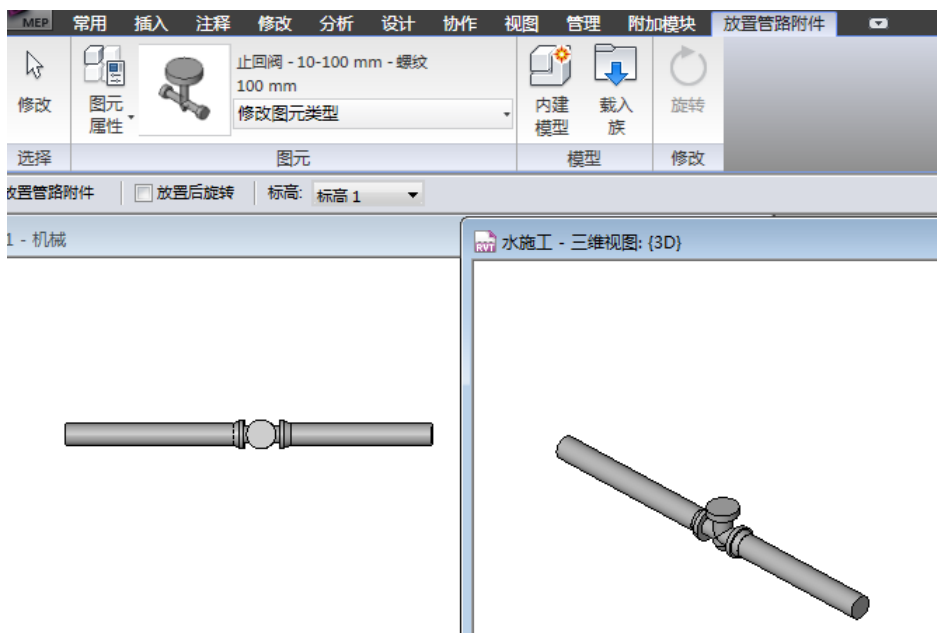 MEP 常用 插入 注释 修改 分析 设计 协作 视图 管理 附加模块 放置管路附件
修改
选择
图元
属性
止回阀 - 10-100 mm - 螺纹
100 mm
修改图元类型
图元
内建
模型
载入
族
模型
旋转
修改
放置管路附件 放置后旋转 标高: 标高 1
1 - 机械
RVT 水施工 - 三维视图: {3D}